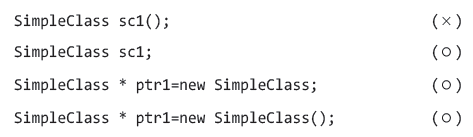 SimpleClass sc1(); (×)
SimpleClass sc1; (○)
SimpleClass * ptr1=new SimpleClass; (○)
SimpleClass * ptr1=new SimpleClass(); (○)